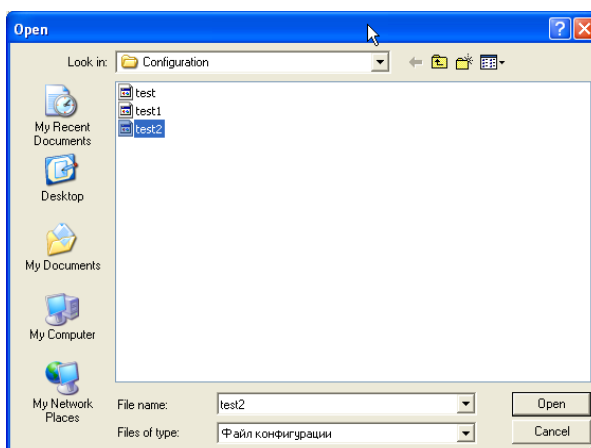 Open
Look in:
Configuration
test
test1
test2
My Recent
Documents
Desktop
My Documents
My Computer
My Network
Places
File name:
test2
Open
Files of type:
Файл конфигурации
Cancel